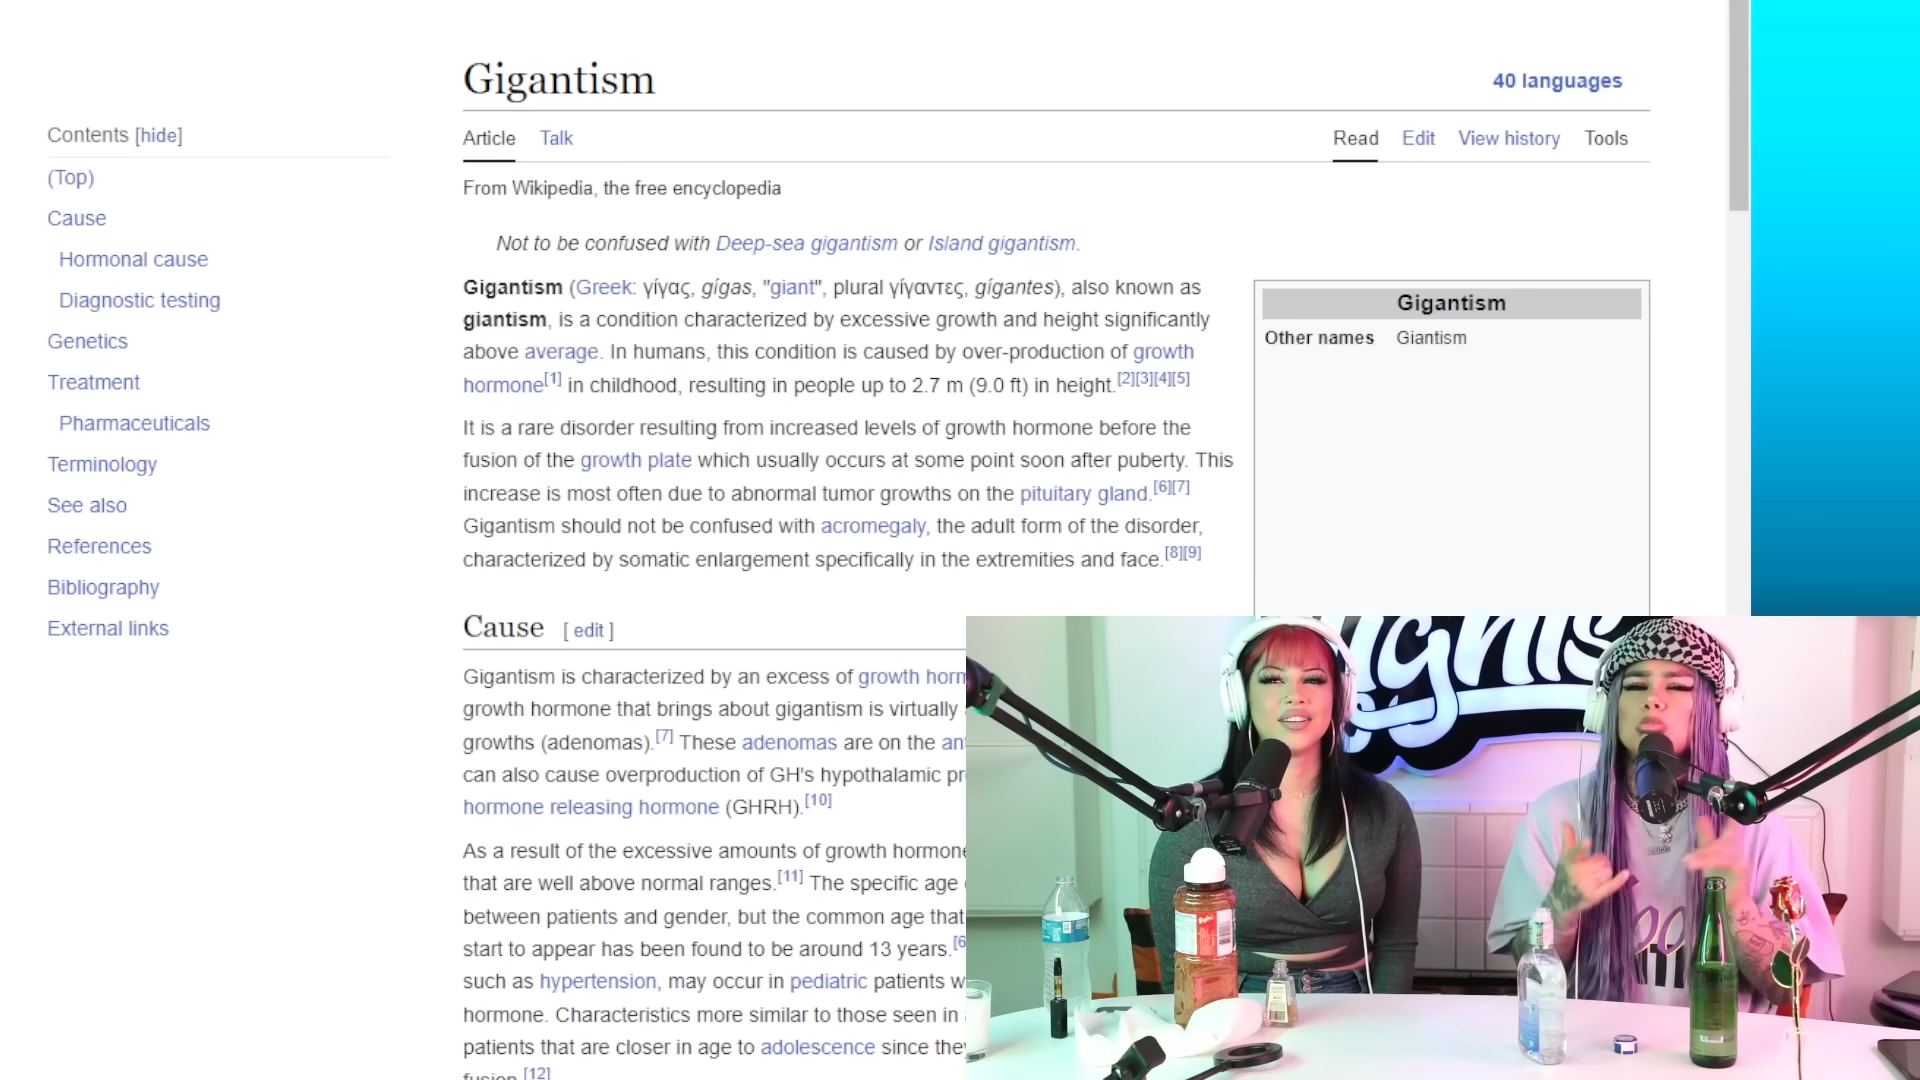 Gigantism
40 languages
Contents [hide]
Article Talk
Read Edit View history Tools
(Top)
From Wikipedia, the free encyclopedia
Cause
Not to be confused with Deep-sea gigantism or Island gigantism.
Hormonal cause
Diagnostic testing
Genetics
Treatment
Pharmaceuticals
Terminology
See also
References
Bibliography
External links
Gigantism (Greek: γίγας, gígas, "giant", plural γίγαντες, gígantes), also known as
giantism, is a condition characterized by excessive growth and height significantly
above average. In humans, this condition is caused by over-production of growth
hormone[1] in childhood, resulting in people up to 2.7 m (9.0 ft) in height.[2][3][4][5]
Gigantism
Other names Giantism
It is a rare disorder resulting from increased levels of growth hormone before the
fusion of the growth plate which usually occurs at some point soon after puberty. This
increase is most often due to abnormal tumor growths on the pituitary gland.[6][7]
Gigantism should not be confused with acromegaly, the adult form of the disorder,
characterized by somatic enlargement specifically in the extremities and face.[8][9]
Cause [ edit ]
Gigantism is characterized by an excess of growth horm
growth hormone that brings about gigantism is virtually
growths (adenomas).[7] These adenomas are on the an
can also cause overproduction of GH's hypothalamic pr
hormone releasing hormone (GHRH).[10]
As a result of the excessive amounts of growth hormone
that are well above normal ranges.[11] The specific age
between patients and gender, but the common age that
start to appear has been found to be around 13 years.[6
such as hypertension, may occur in pediatric patients w
hormone. Characteristics more similar to those seen in
patients that are closer in age to adolescence since they
fusion.[12]